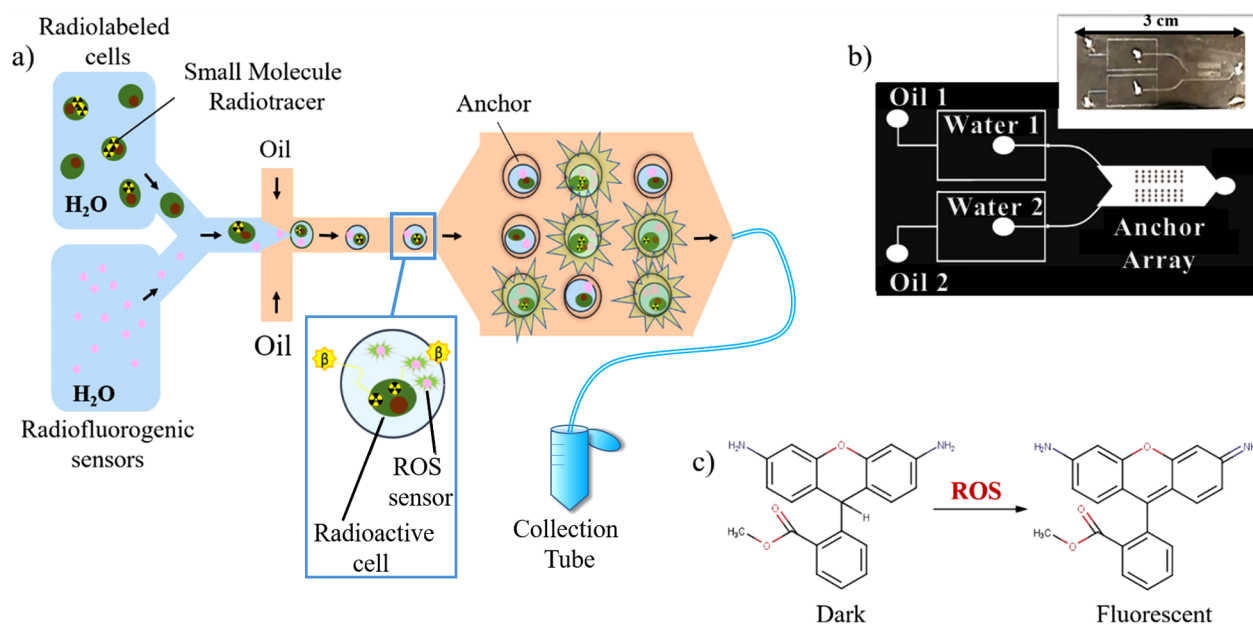 a)
Radiolabeled
cells
Small Molecule
Radiotracer
H₂O
H₂O
Radiofluorogenic
sensors
Oil
Oil
Anchor
β
β
ROS
sensor
Radioactive
cell
Collection
Tube
b)
3 cm
Oil 1
Water 1
Water 2
Oil 2
Anchor
Array
c)
H₂N
O
NH₂
H
O
H₃C
O
Dark
ROS
H₂N
O
NH
O
H₃C
O
Fluorescent